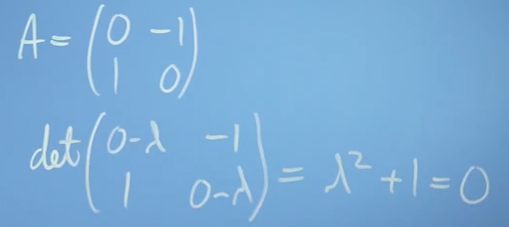 A = (0 -1
1 0)
det (0-λ -1
1 0-λ) = λ² + 1 = 0